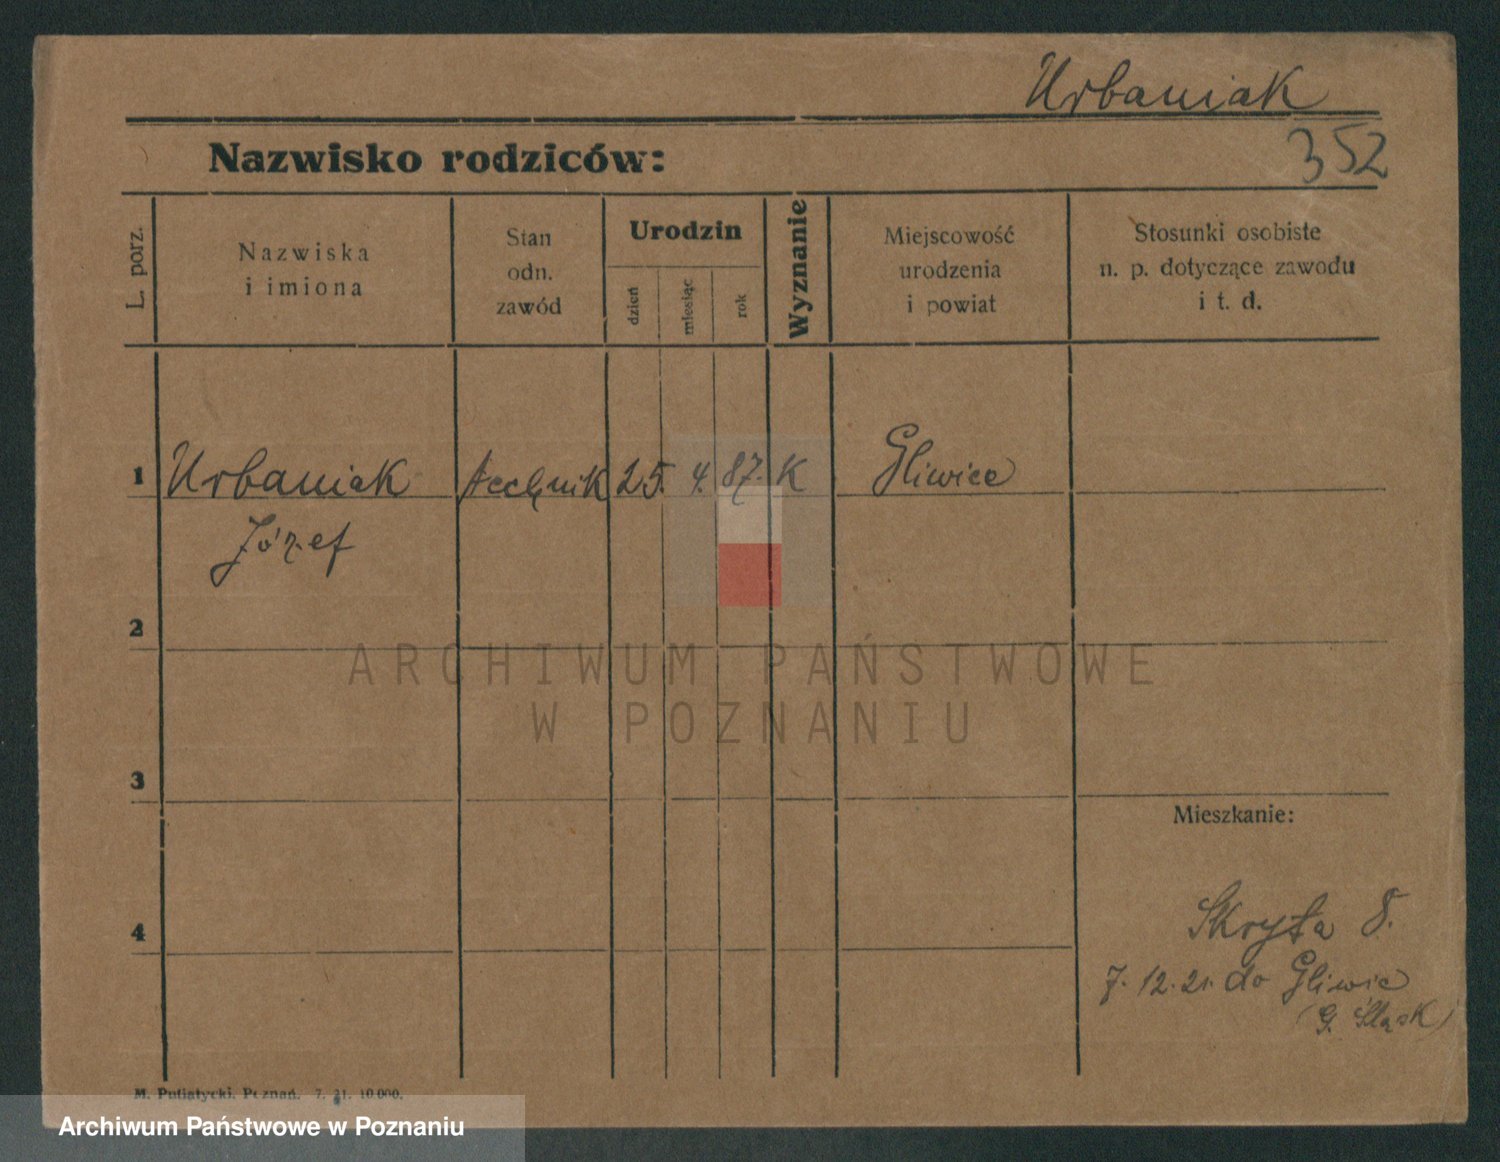 Urbaniak
352
Nazwisko rodziców:
L. porz.
Nazwiska
i imiona
Stan
odn.
zawód
Urodzin
dzień
miesiąc
rok
Wyznanie
Miejscowość
urodzenia
i powiat
Stosunki osobiste
n. p. dotyczące zawodu
i t. d.
1 Urbaniak technik 25. 4. 87. K Gliwice
Józef
2
ARCHIWUM PAŃSTWOWE
W POZNANIU
3
Mieszkanie:
4
Skryta 8.
7. 12. 21. do Gliwic
(G. Śląsk)
M. Putiatycki, Poznań. 7. 21. 10.000.
Archiwum Państwowe w Poznaniu